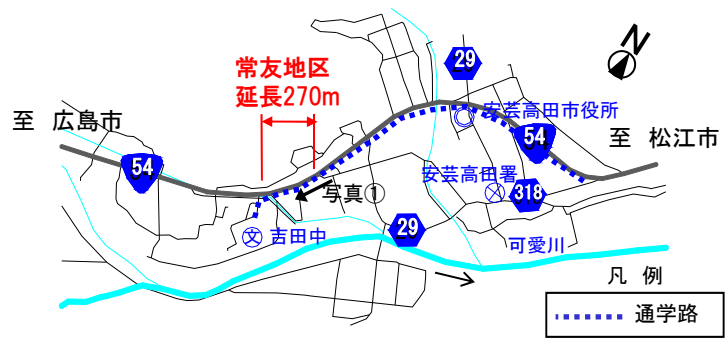 N
29
常友地区
延長270m
安芸高田市役所
至 広島市
54
至 松江市
54
安芸高田署
318
写真①
文
吉田中
29
可愛川
凡 例
通学路